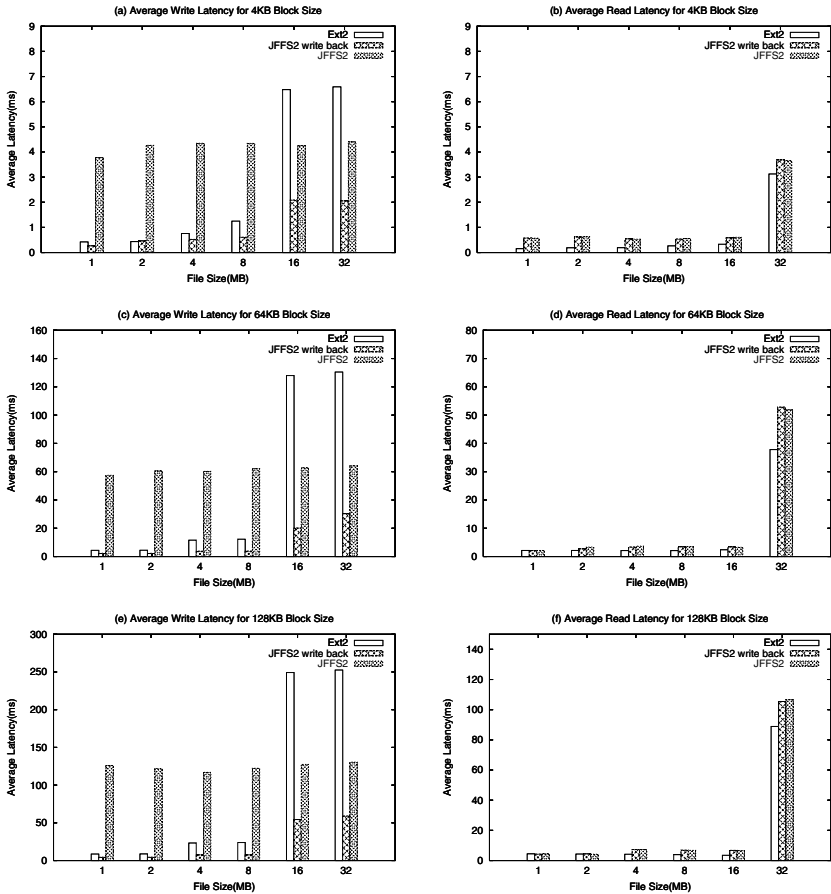 (a) Average Write Latency for 4KB Block Size
9
8
7
6
5
4
3
2
1
0
Average Latency(ms)
Ext2
JFFS2 write back
JFFS2
1 2 4 8 16 32
File Size(MB)
(b) Average Read Latency for 4KB Block Size
9
8
7
6
5
4
3
2
1
0
Average Latency(ms)
Ext2
JFFS2 write back
JFFS2
1 2 4 8 16 32
File Size(MB)
(c) Average Write Latency for 64KB Block Size
160
140
120
100
80
60
40
20
0
Average Latency(ms)
Ext2
JFFS2 write back
JFFS2
1 2 4 8 16 32
File Size(MB)
(d) Average Read Latency for 64KB Block Size
80
70
60
50
40
30
20
10
0
Average Latency(ms)
Ext2
JFFS2 write back
JFFS2
1 2 4 8 16 32
File Size(MB)
(e) Average Write Latency for 128KB Block Size
300
250
200
150
100
50
0
Average Latency(ms)
Ext2
JFFS2 write back
JFFS2
1 2 4 8 16 32
File Size(MB)
(f) Average Read Latency for 128KB Block Size
140
120
100
80
60
40
20
0
Average Latency(ms)
Ext2
JFFS2 write back
JFFS2
1 2 4 8 16 32
File Size(MB)